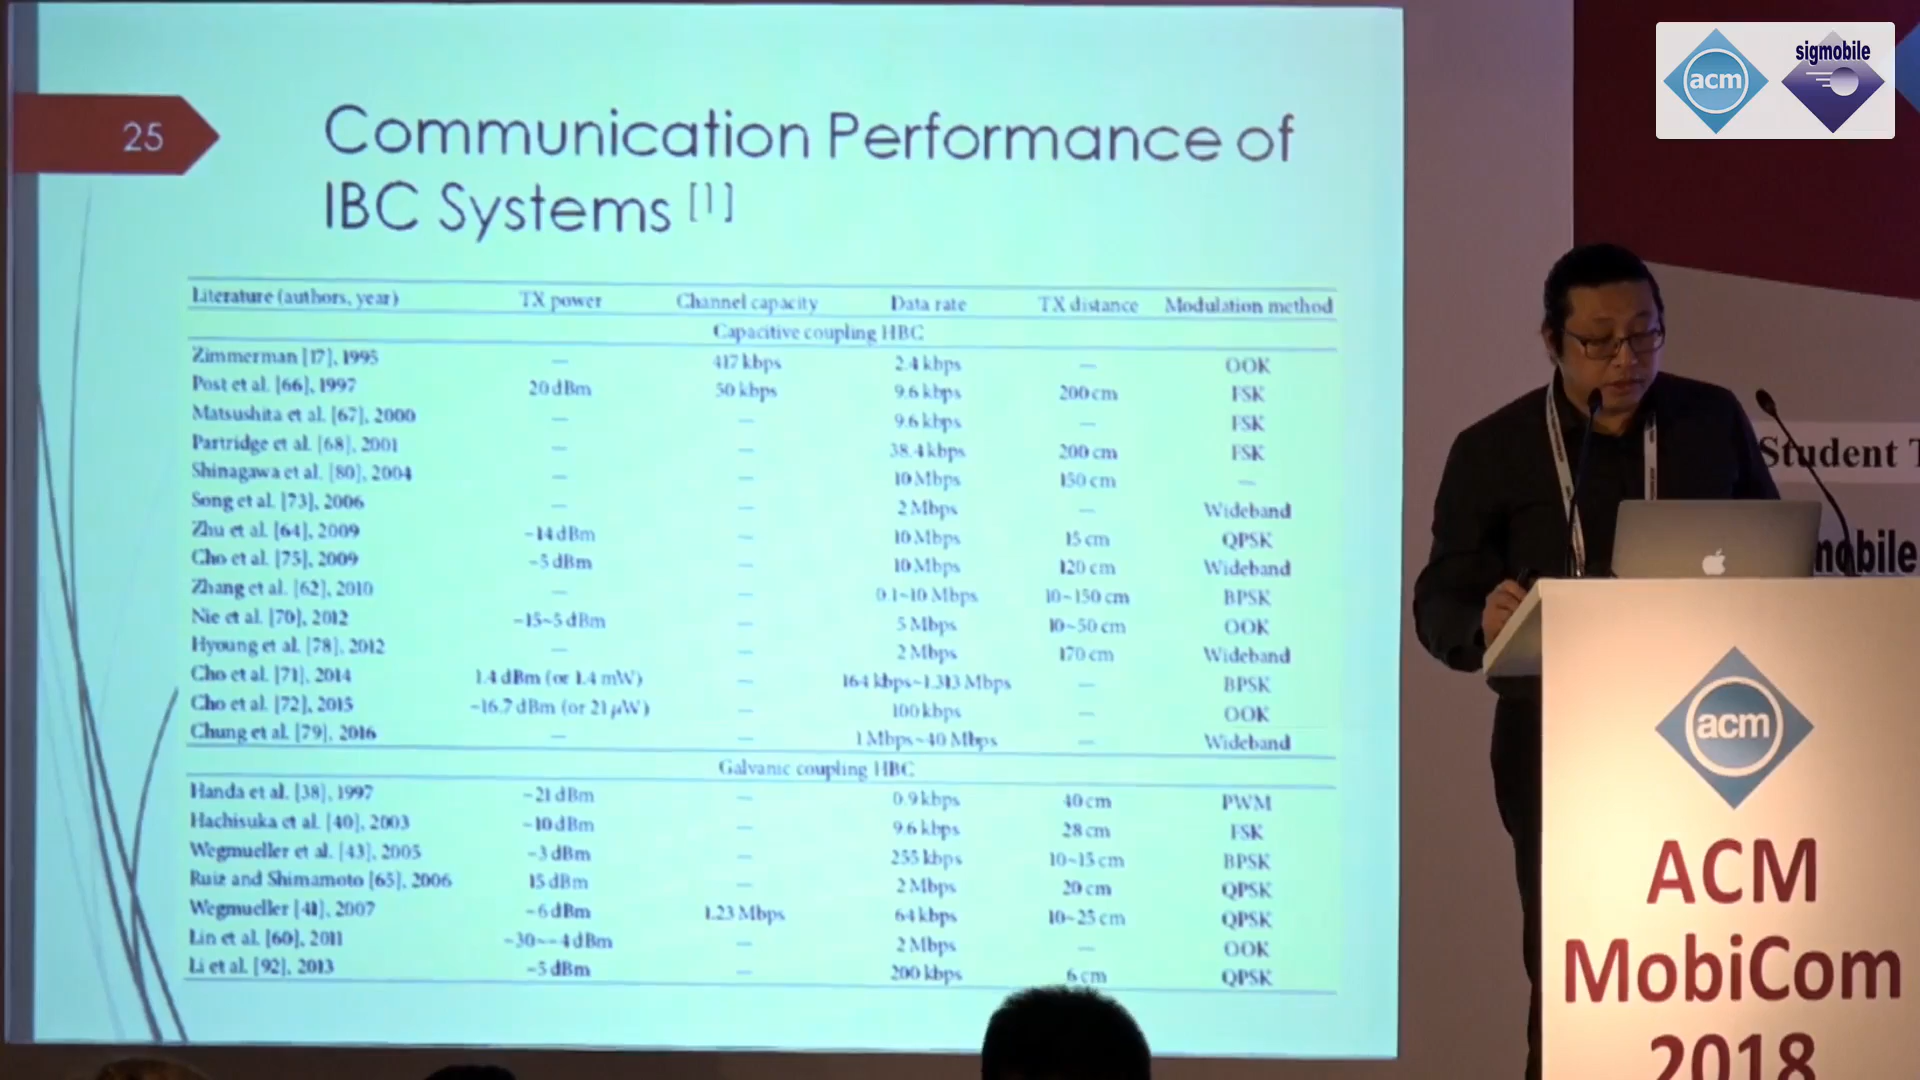 acm
sigmobile
25
Communication Performance of
IBC Systems [1]
Literature (authors, year) TX power Channel capacity Data rate TX distance Modulation method
Capacitive coupling HBC
Zimmerman [17], 1995 — 417 kbps 2.4 kbps — OOK
Post et al. [66], 1997 20 dBm 50 kbps 9.6 kbps 200 cm FSK
Matsushita et al. [67], 2000 — — 9.6 kbps — FSK
Partridge et al. [68], 2001 — — 38.4 kbps 200 cm FSK
Shinagawa et al. [80], 2004 — — 10 Mbps 150 cm —
Song et al. [73], 2006 — — 2 Mbps — Wideband
Zhu et al. [64], 2009 −14 dBm — 10 Mbps 15 cm QPSK
Cho et al. [75], 2009 −5 dBm — 10 Mbps 120 cm Wideband
Zhang et al. [62], 2010 — — 0.1~10 Mbps 10~150 cm BPSK
Nie et al. [70], 2012 −15~5 dBm — 5 Mbps 10~50 cm OOK
Hyoung et al. [78], 2012 — — 2 Mbps 170 cm Wideband
Cho et al. [71], 2014 1.4 dBm (or 1.4 mW) — 164 kbps~1.313 Mbps — BPSK
Cho et al. [72], 2015 −16.7 dBm (or 21 μW) — 100 kbps — OOK
Chung et al. [79], 2016 — — 1 Mbps~40 Mbps — Wideband
Galvanic coupling HBC
Handa et al. [38], 1997 −21 dBm — 0.9 kbps 40 cm PWM
Hachisuka et al. [40], 2003 −10 dBm — 9.6 kbps 28 cm FSK
Wegmueller et al. [43], 2005 −3 dBm — 255 kbps 10~15 cm BPSK
Ruiz and Shimamoto [65], 2006 15 dBm — 2 Mbps 20 cm QPSK
Wegmueller [41], 2007 −6 dBm 1.23 Mbps 64 kbps 10~25 cm QPSK
Lin et al. [60], 2011 −30~−4 dBm — 2 Mbps — OOK
Li et al. [92], 2013 −5 dBm — 200 kbps 6 cm QPSK
Student T
mobile
acm
ACM
MobiCom
2018